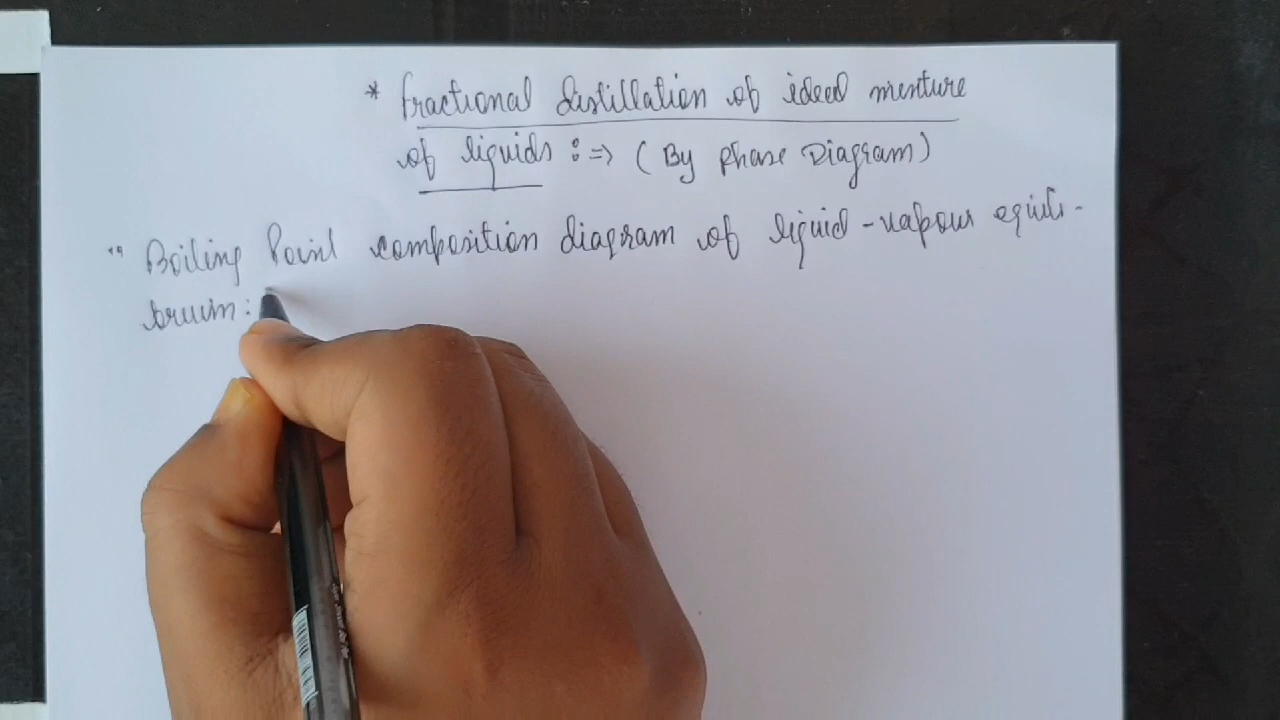 * Fractional distillation of ideal mixture
of liquids :⇒ (By Phase Diagram)
" Boiling Point composition diagram of liquid-vapour equili-
brium: